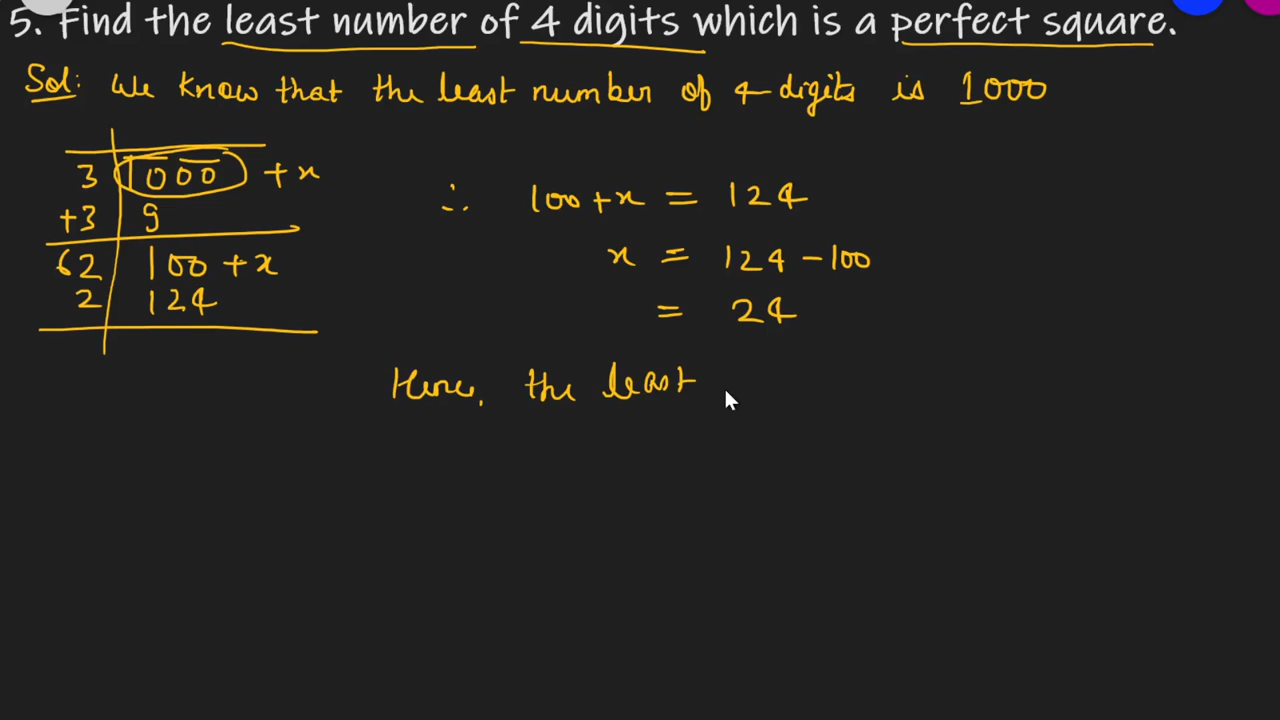 5. Find the least number of 4 digits which is a perfect square.
Sol: We know that the least number of 4 digits is 1000
3 1000 + x
+3 9
62 100 + x
2 124
∴ 100 + x = 124
x = 124 - 100
= 24
Hence, the least